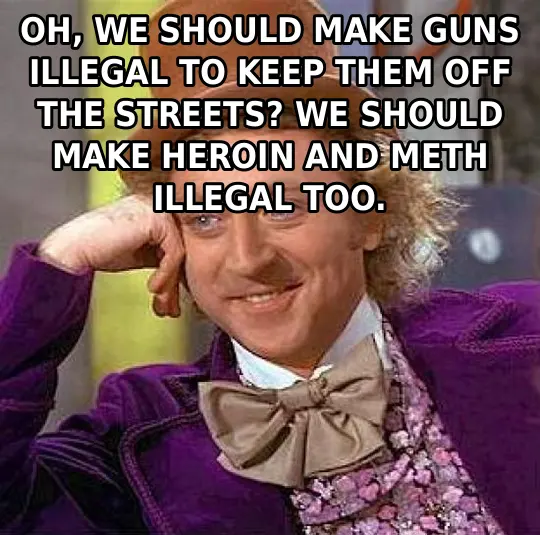 OH, WE SHOULD MAKE GUNS
ILLEGAL TO KEEP THEM OFF
THE STREETS? WE SHOULD
MAKE HEROIN AND METH
ILLEGAL TOO.